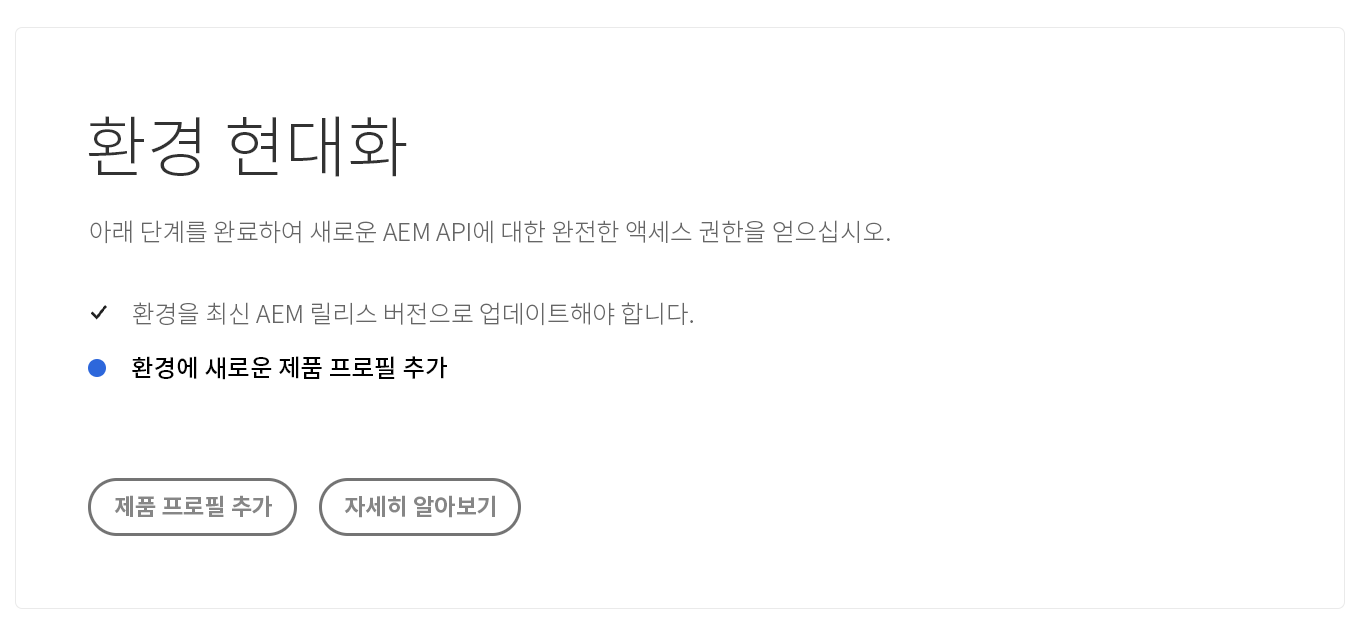 환경 현대화
아래 단계를 완료하여 새로운 AEM API에 대한 완전한 액세스 권한을 얻으십시오.
환경을 최신 AEM 릴리스 버전으로 업데이트해야 합니다.
환경에 새로운 제품 프로필 추가
제품 프로필 추가
자세히 알아보기